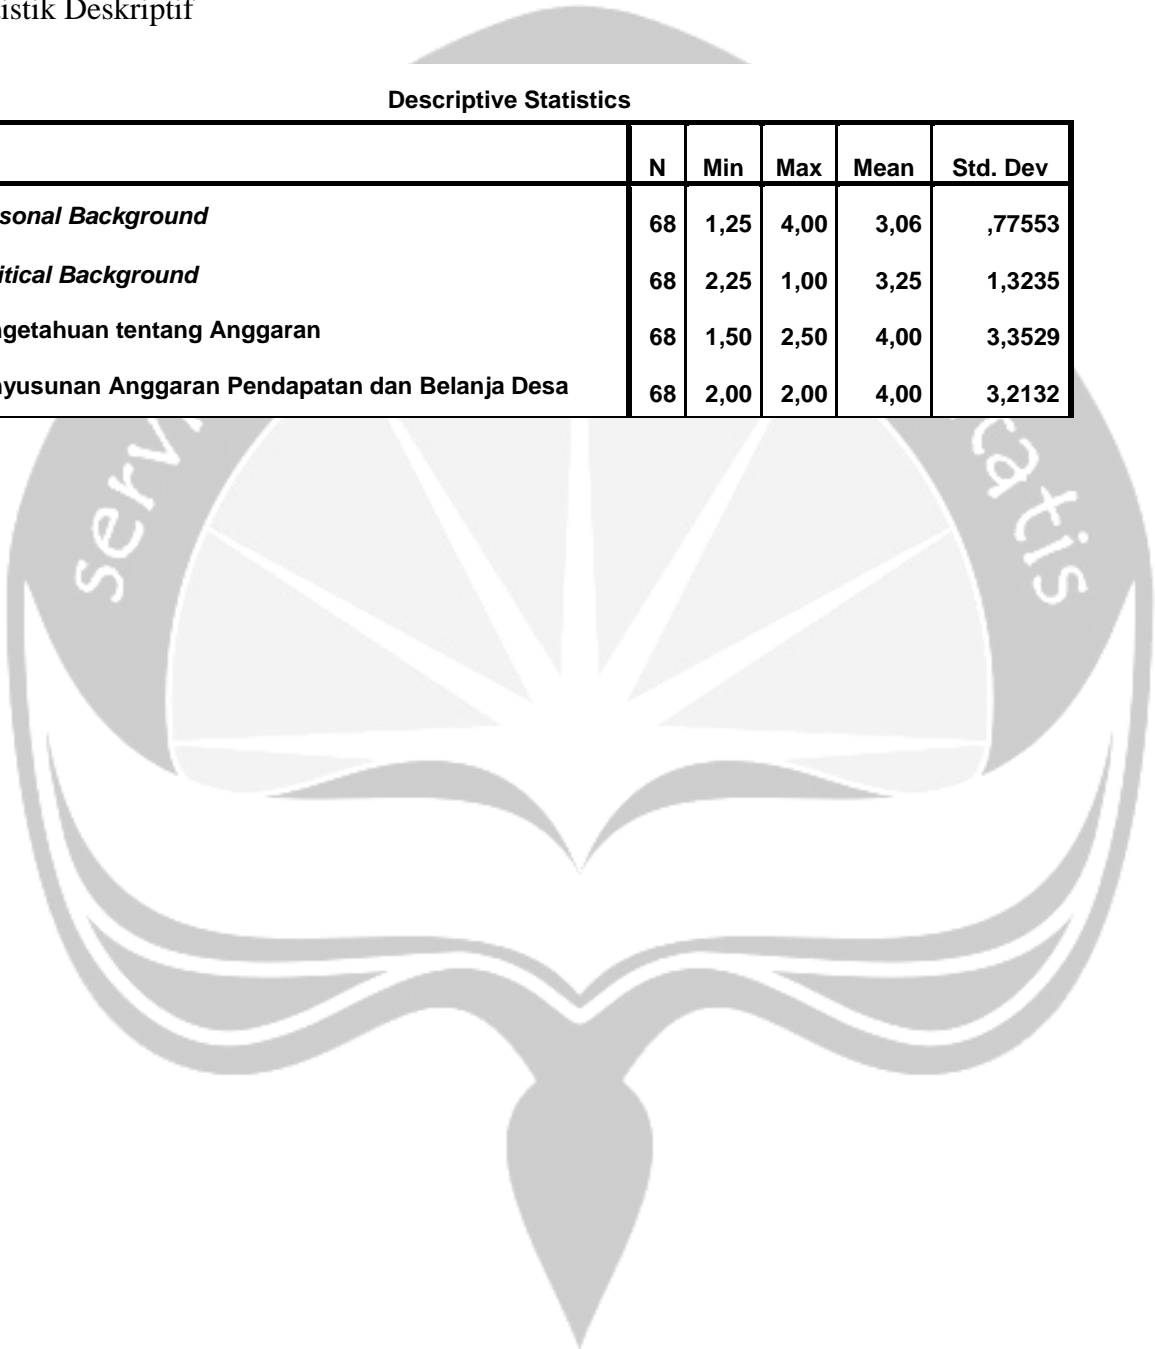 istik Deskriptif
Descriptive Statistics
N Min Max Mean Std. Dev
sonal Background 68 1,25 4,00 3,06 ,77553
itical Background 68 2,25 1,00 3,25 1,3235
ngetahuan tentang Anggaran 68 1,50 2,50 4,00 3,3529
nyusunan Anggaran Pendapatan dan Belanja Desa 68 2,00 2,00 4,00 3,2132
servi
tatis